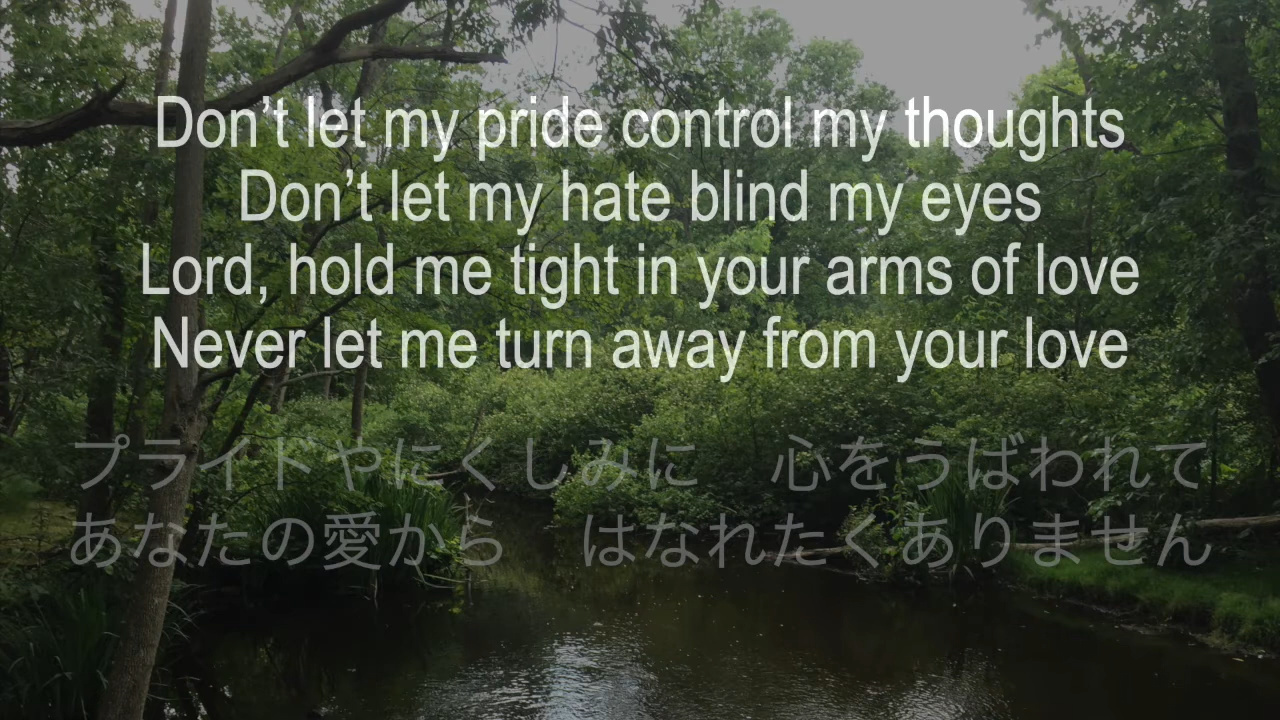 Don’t let my pride control my thoughts
Don’t let my hate blind my eyes
Lord, hold me tight in your arms of love
Never let me turn away from your love
プライドやにくしみに　心をうばわれて
あなたの愛から　はなれたくありません